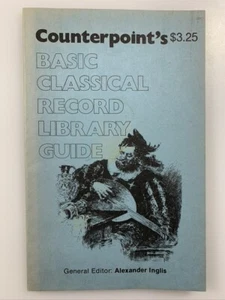 Counterpoint's $3.25
BASIC
CLASSICAL
RECORD
LIBRARY
GUIDE
General Editor: Alexander Inglis